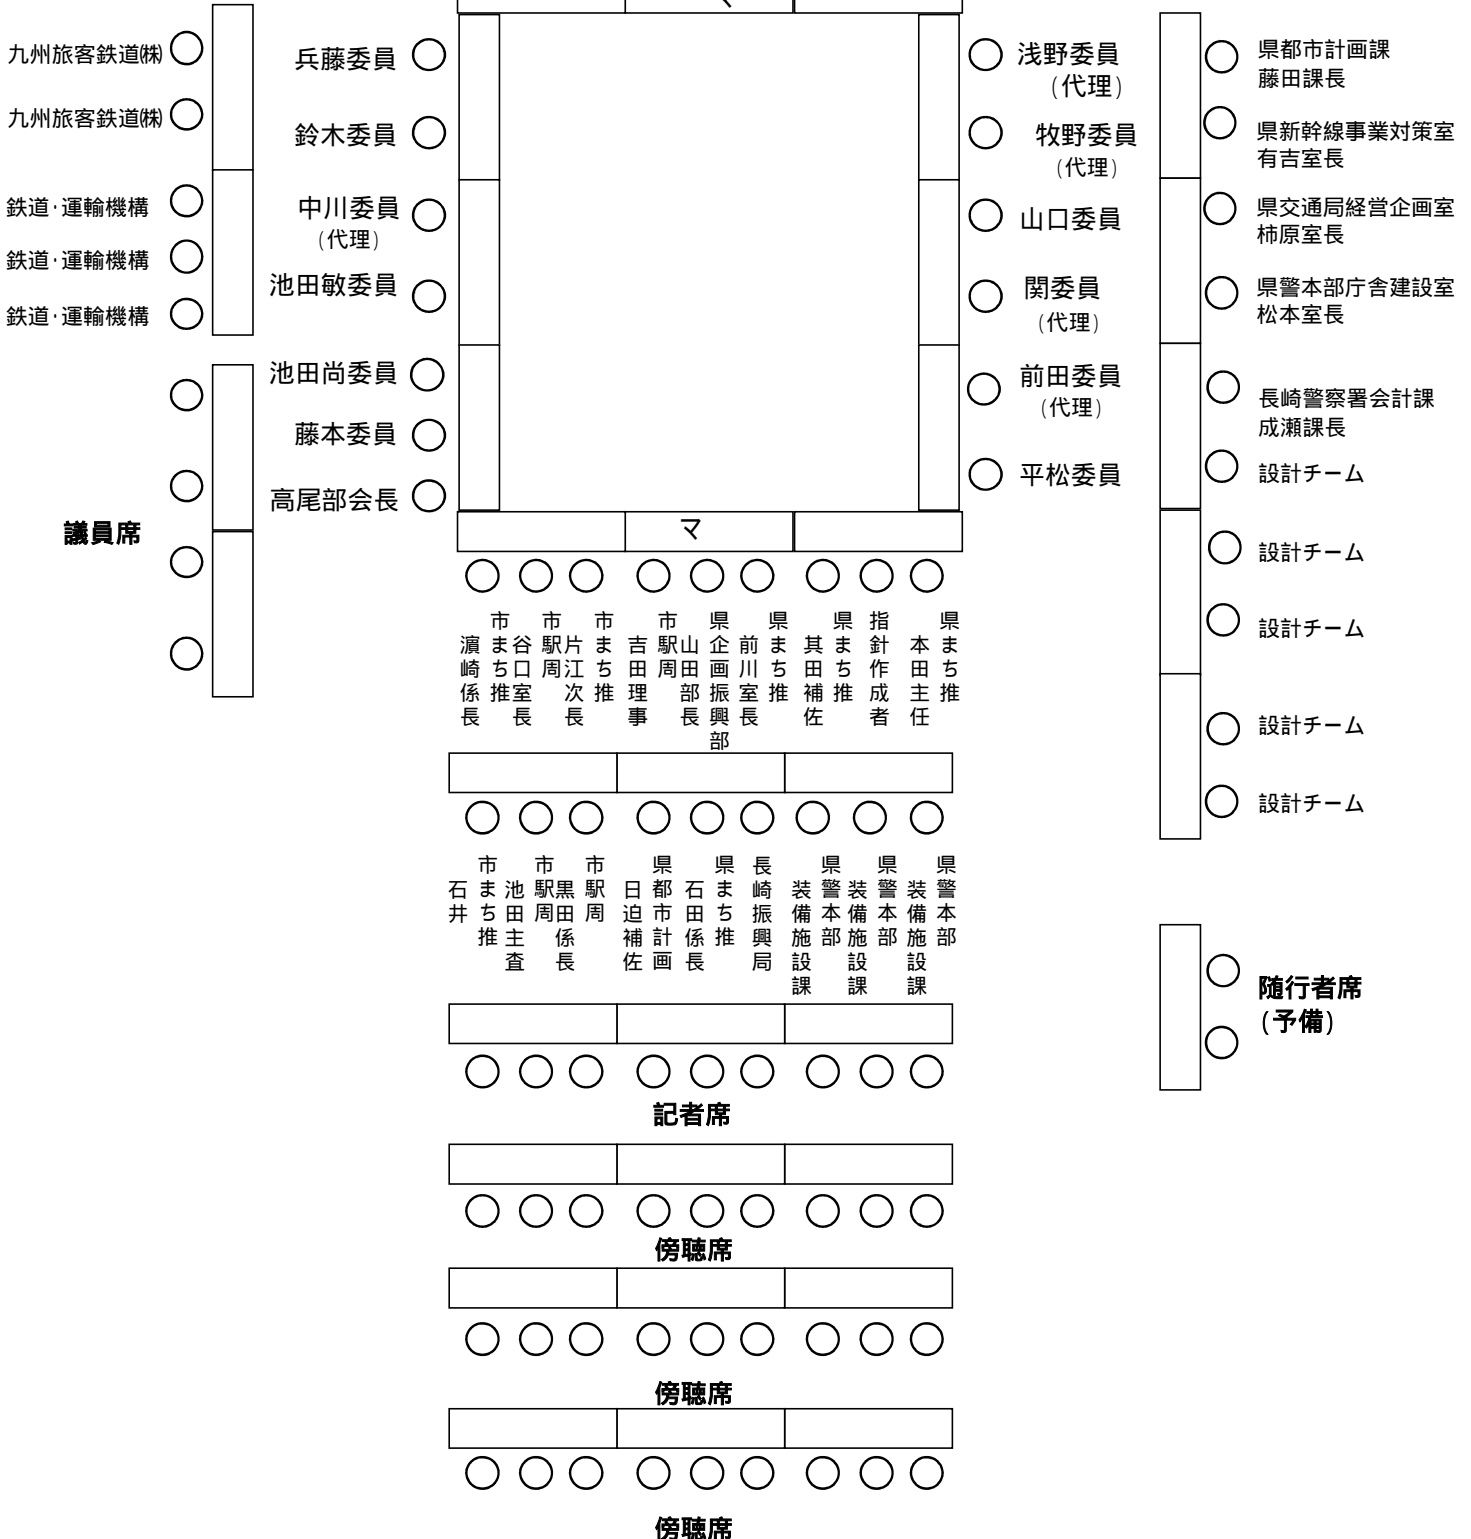 九州旅客鉄道㈱
九州旅客鉄道㈱
鉄道・運輸機構
鉄道・運輸機構
鉄道・運輸機構
議員席
兵藤委員
鈴木委員
中川委員
(代理)
池田敏委員
池田尚委員
藤本委員
高尾部会長
浅野委員
(代理)
牧野委員
(代理)
山口委員
関委員
(代理)
前田委員
(代理)
平松委員
県都市計画課
藤田課長
県新幹線事業対策室
有吉室長
県交通局経営企画室
柿原室長
県警本部庁舎建設室
松本室長
長崎警察署会計課
成瀬課長
設計チーム
設計チーム
設計チーム
設計チーム
設計チーム
マ
市まち推
濵崎係長
市駅周
谷口室長
市まち推
片江次長
市駅周
吉田理事
県企画振興部
山田部長
県まち推
前川室長
県まち推
其田補佐
指針作成者
県まち推
本田主任
市まち推
石井
市駅周
池田主査
市駅周
黒田係長
県都市計画
日迫補佐
県まち推
石田係長
長崎振興局
県警本部
装備施設課
県警本部
装備施設課
県警本部
装備施設課
随行者席
(予備)
記者席
傍聴席
傍聴席
傍聴席